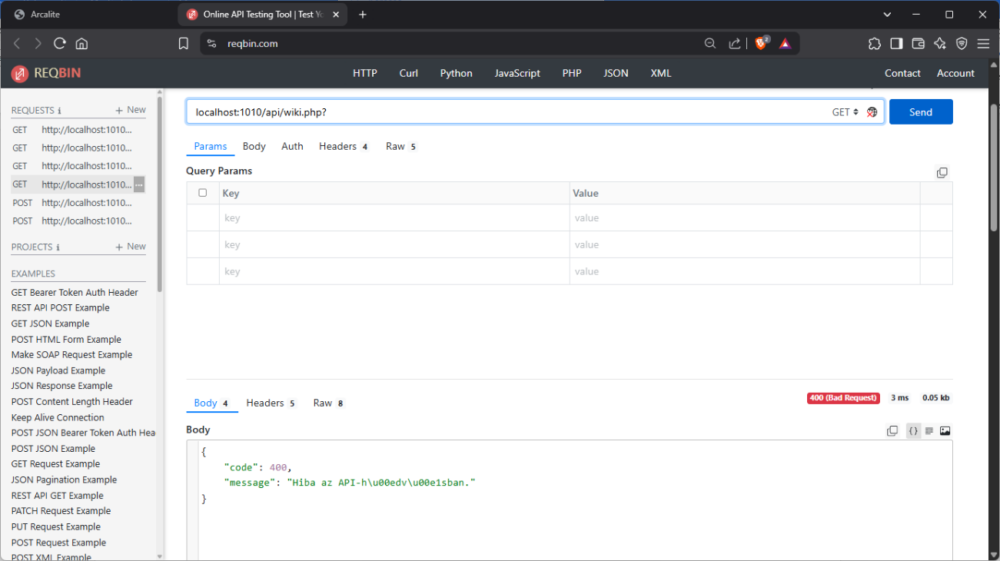 Arcalite
Online API Testing Tool | Test Yo
reqbin.com
2
REQBIN
HTTP Curl Python JavaScript PHP JSON XML
Contact Account
REQUESTS
+ New
GET http://localhost:1010...
GET http://localhost:1010...
GET http://localhost:1010...
GET http://localhost:1010... ...
POST http://localhost:1010...
POST http://localhost:1010...
PROJECTS
+ New
EXAMPLES
GET Bearer Token Auth Header
REST API POST Example
GET JSON Example
POST HTML Form Example
Make SOAP Request Example
JSON Payload Example
JSON Response Example
POST Content Length Header
Keep Alive Connection
POST JSON Bearer Token Auth Hea
POST JSON Example
GET Request Example
JSON Pagination Example
REST API GET Example
PATCH Request Example
PUT Request Example
POST Request Example
POST XML Example
localhost:1010/api/wiki.php?
GET
Send
Params Body Auth Headers 4 Raw 5
Query Params
Key Value
key value
key value
key value
Body 4 Headers 5 Raw 8
400 (Bad Request) 3 ms 0.05 kb
Body
{}
{
"code": 400,
"message": "Hiba az API-h\u00edv\u00e1sban."
}